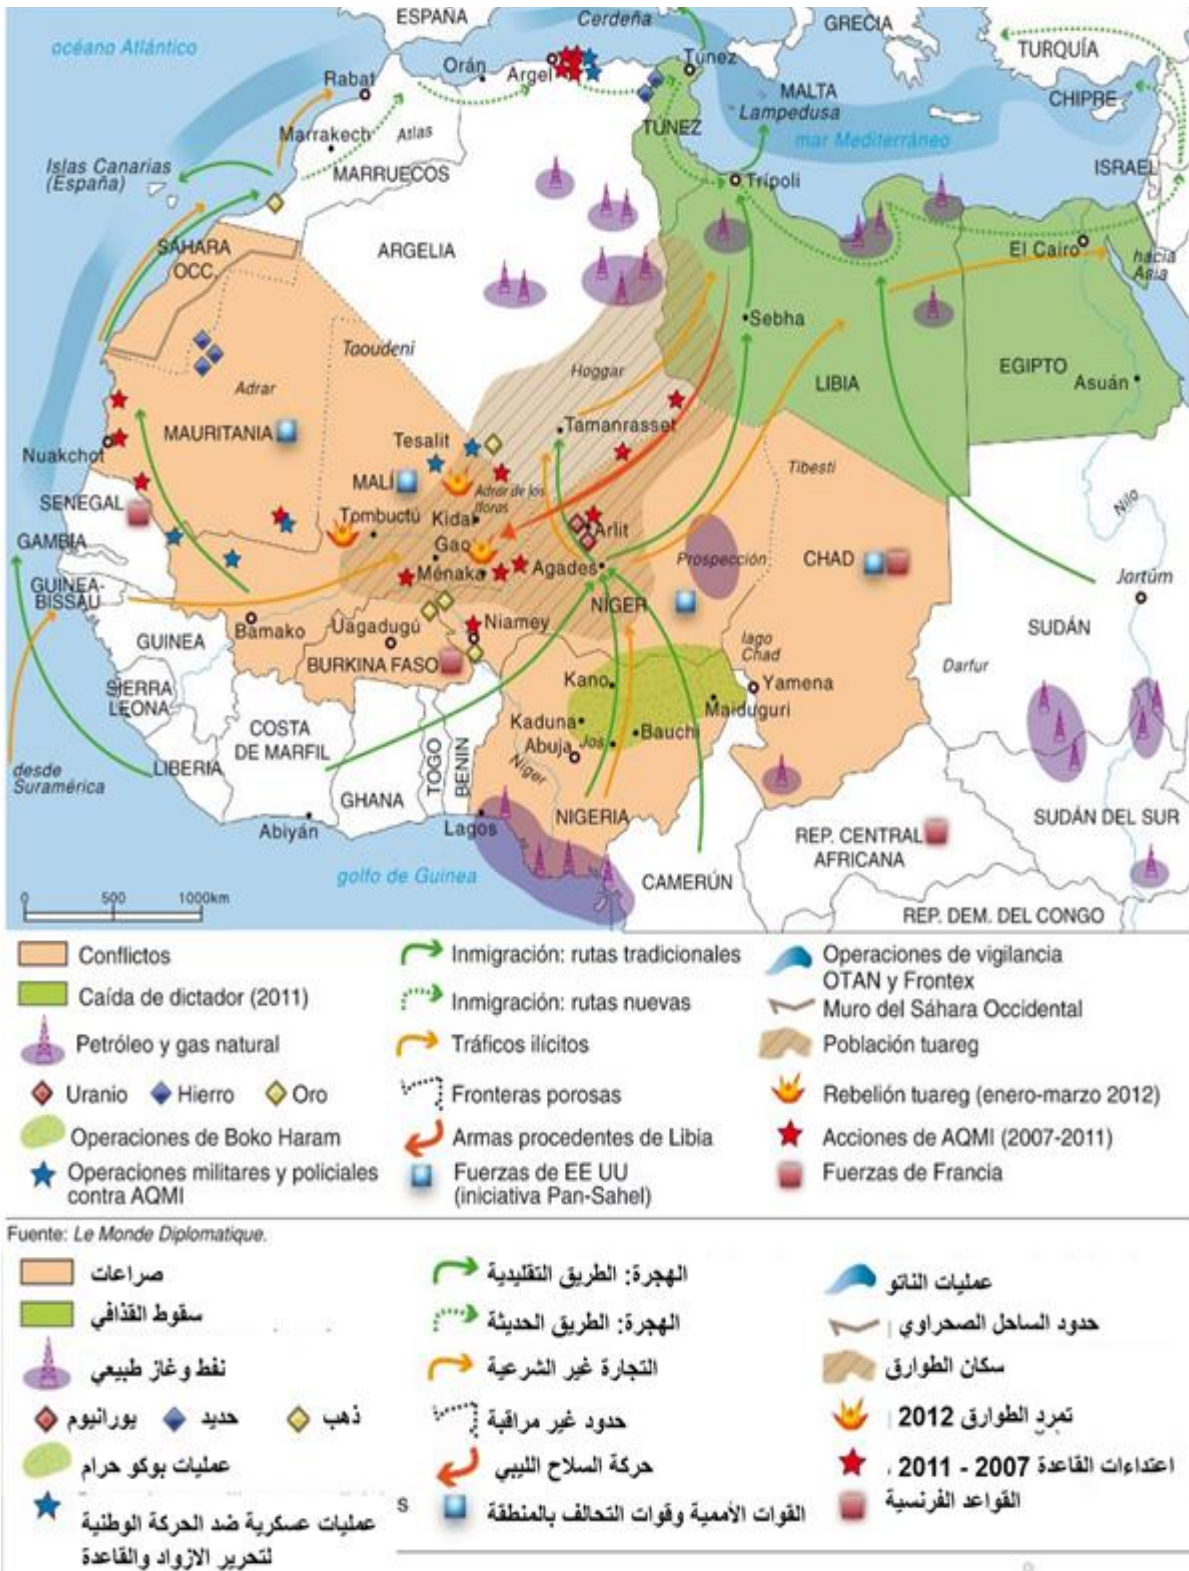 ESPAÑA
Cerdeña
GRECIA
TURQUÍA
océano Atlántico
Orán
Argel
Túnez
Rabat
MALTA
Lampedusa
CHIPRE
TÚNEZ
mar Mediterráneo
Marrakech
Atlas
Islas Canarias
(España)
MARRUECOS
ISRAEL
Trípoli
SÁHARA
OCC.
ARGELIA
El Cairo
hacia
Asia
Sebha
Taoudeni
Hoggar
Adrar
LIBIA
EGIPTO
Asuán
Tamanrasset
MAURITANIA
Nuakchot
Tesalit
Tibesti
MALÍ
Adrar de los
Iforas
SENEGAL
Tombuctú
Kidal
Arlit
Nilo
GAMBIA
Gao
Prospección
CHAD
GUINEA-
BISSAU
Ménaka
Agades
Jartúm
NÍGER
Bamako
Uagadugú
Niamey
SUDÁN
GUINEA
lago
Chad
BURKINA FASO
Darfur
SIERRA
LEONA
Kano
Yamena
Maiduguri
COSTA
DE MARFIL
Kaduna
Bauchi
Abuja
Jos
desde
Suramérica
LIBERIA
TOGO
BENIN
Níger
GHANA
Abiyán
Lagos
NIGERIA
SUDÁN DEL SUR
REP. CENTRAL
AFRICANA
golfo de Guinea
CAMERÚN
0 500 1000km
REP. DEM. DEL CONGO
Conflictos
Caída de dictador (2011)
Petróleo y gas natural
Uranio Hierro Oro
Operaciones de Boko Haram
Operaciones militares y policiales
contra AQMI
Inmigración: rutas tradicionales
Inmigración: rutas nuevas
Tráficos ilícitos
Fronteras porosas
Armas procedentes de Libia
Fuerzas de EE UU
(iniciativa Pan-Sahel)
Operaciones de vigilancia
OTAN y Frontex
Muro del Sáhara Occidental
Población tuareg
Rebelión tuareg (enero-marzo 2012)
Acciones de AQMI (2007-2011)
Fuerzas de Francia
Fuente: Le Monde Diplomatique.
صراعات
سقوط القذافي
نفط وغاز طبيعي
يورانيوم حديد ذهب
عمليات بوكو حرام
عمليات عسكرية ضد الحركة الوطنية
لتحرير الازواد والقاعدة
الهجرة: الطريق التقليدية
الهجرة: الطريق الحديثة
التجارة غير الشرعية
حدود غير مراقبة
حركة السلاح الليبي
القوات الأممية وقوات التحالف بالمنطقة
s
عمليات الناتو
حدود الساحل الصحراوي
سكان الطوارق
تمرد الطوارق 2012
اعتداءات القاعدة 2007 - 2011
القواعد الفرنسية